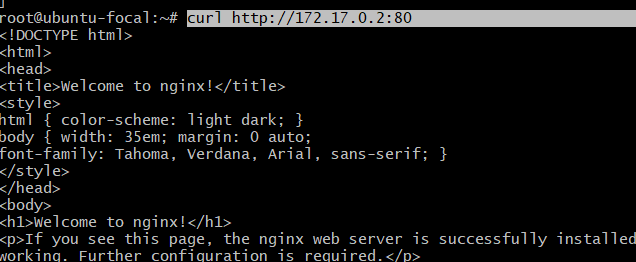 ]
root@ubuntu-focal:~# curl http://172.17.0.2:80
<!DOCTYPE html>
<html>
<head>
<title>Welcome to nginx!</title>
<style>
html { color-scheme: light dark; }
body { width: 35em; margin: 0 auto;
font-family: Tahoma, Verdana, Arial, sans-serif; }
</style>
</head>
<body>
<h1>Welcome to nginx!</h1>
<p>If you see this page, the nginx web server is successfully installed
working. Further configuration is required.</p>